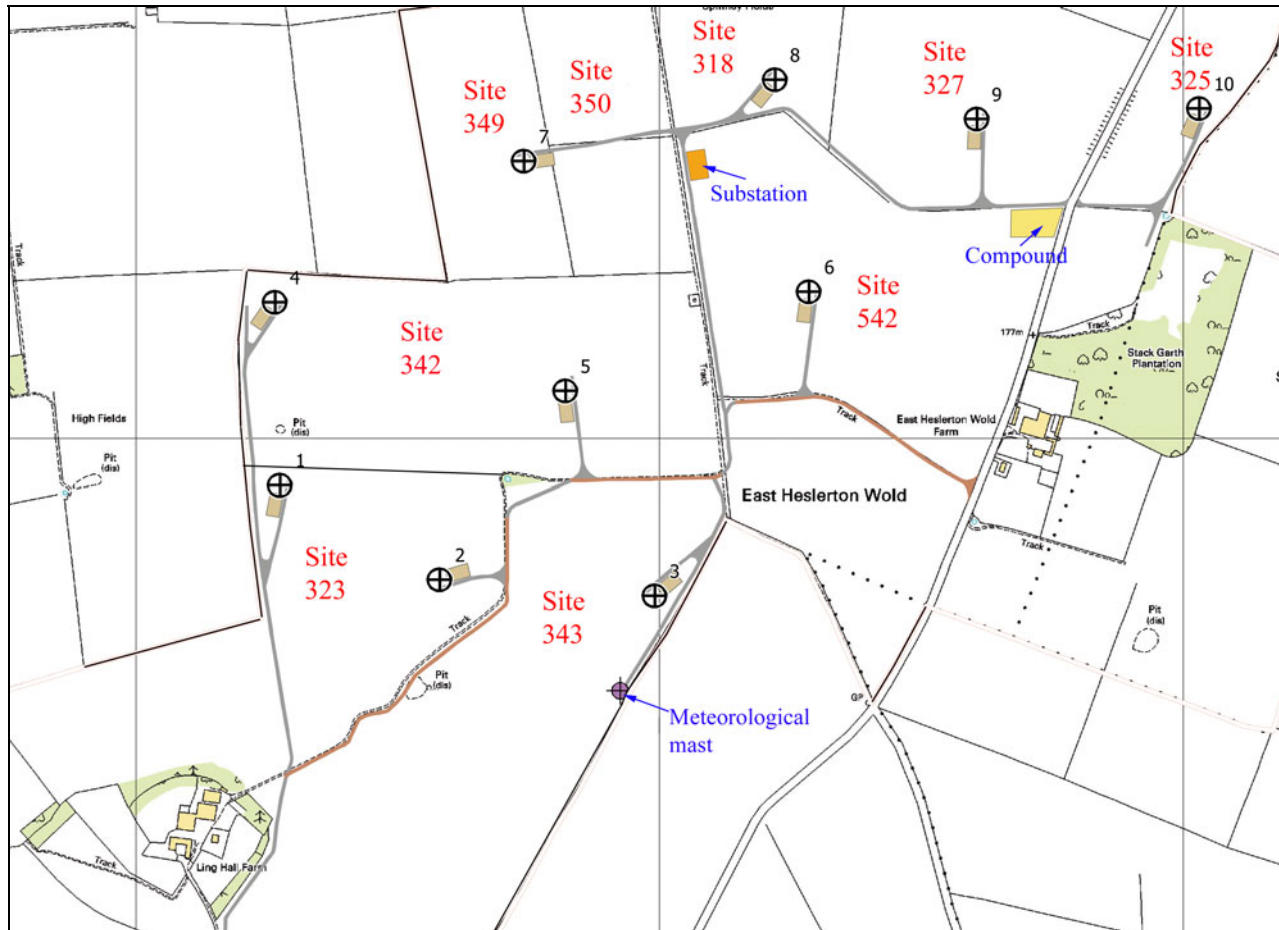 Site
318
8
Site
350
Site
349
7
Site
327
9
Site
325
10
Substation
Compound
Track
4
6
Site
542
Site
342
5
177m
Track
Stack Garth
Plantation
Track
Track
High Fields
Pit
(dis)
Pit
(dis)
East Heslerton Wold
Farm
1
East Heslerton Wold
Track
Site
323
2
3
Site
343
Track
Pit
(dis)
Pit
(dis)
GP
Meteorological
mast
Track
Ling Hall Farm